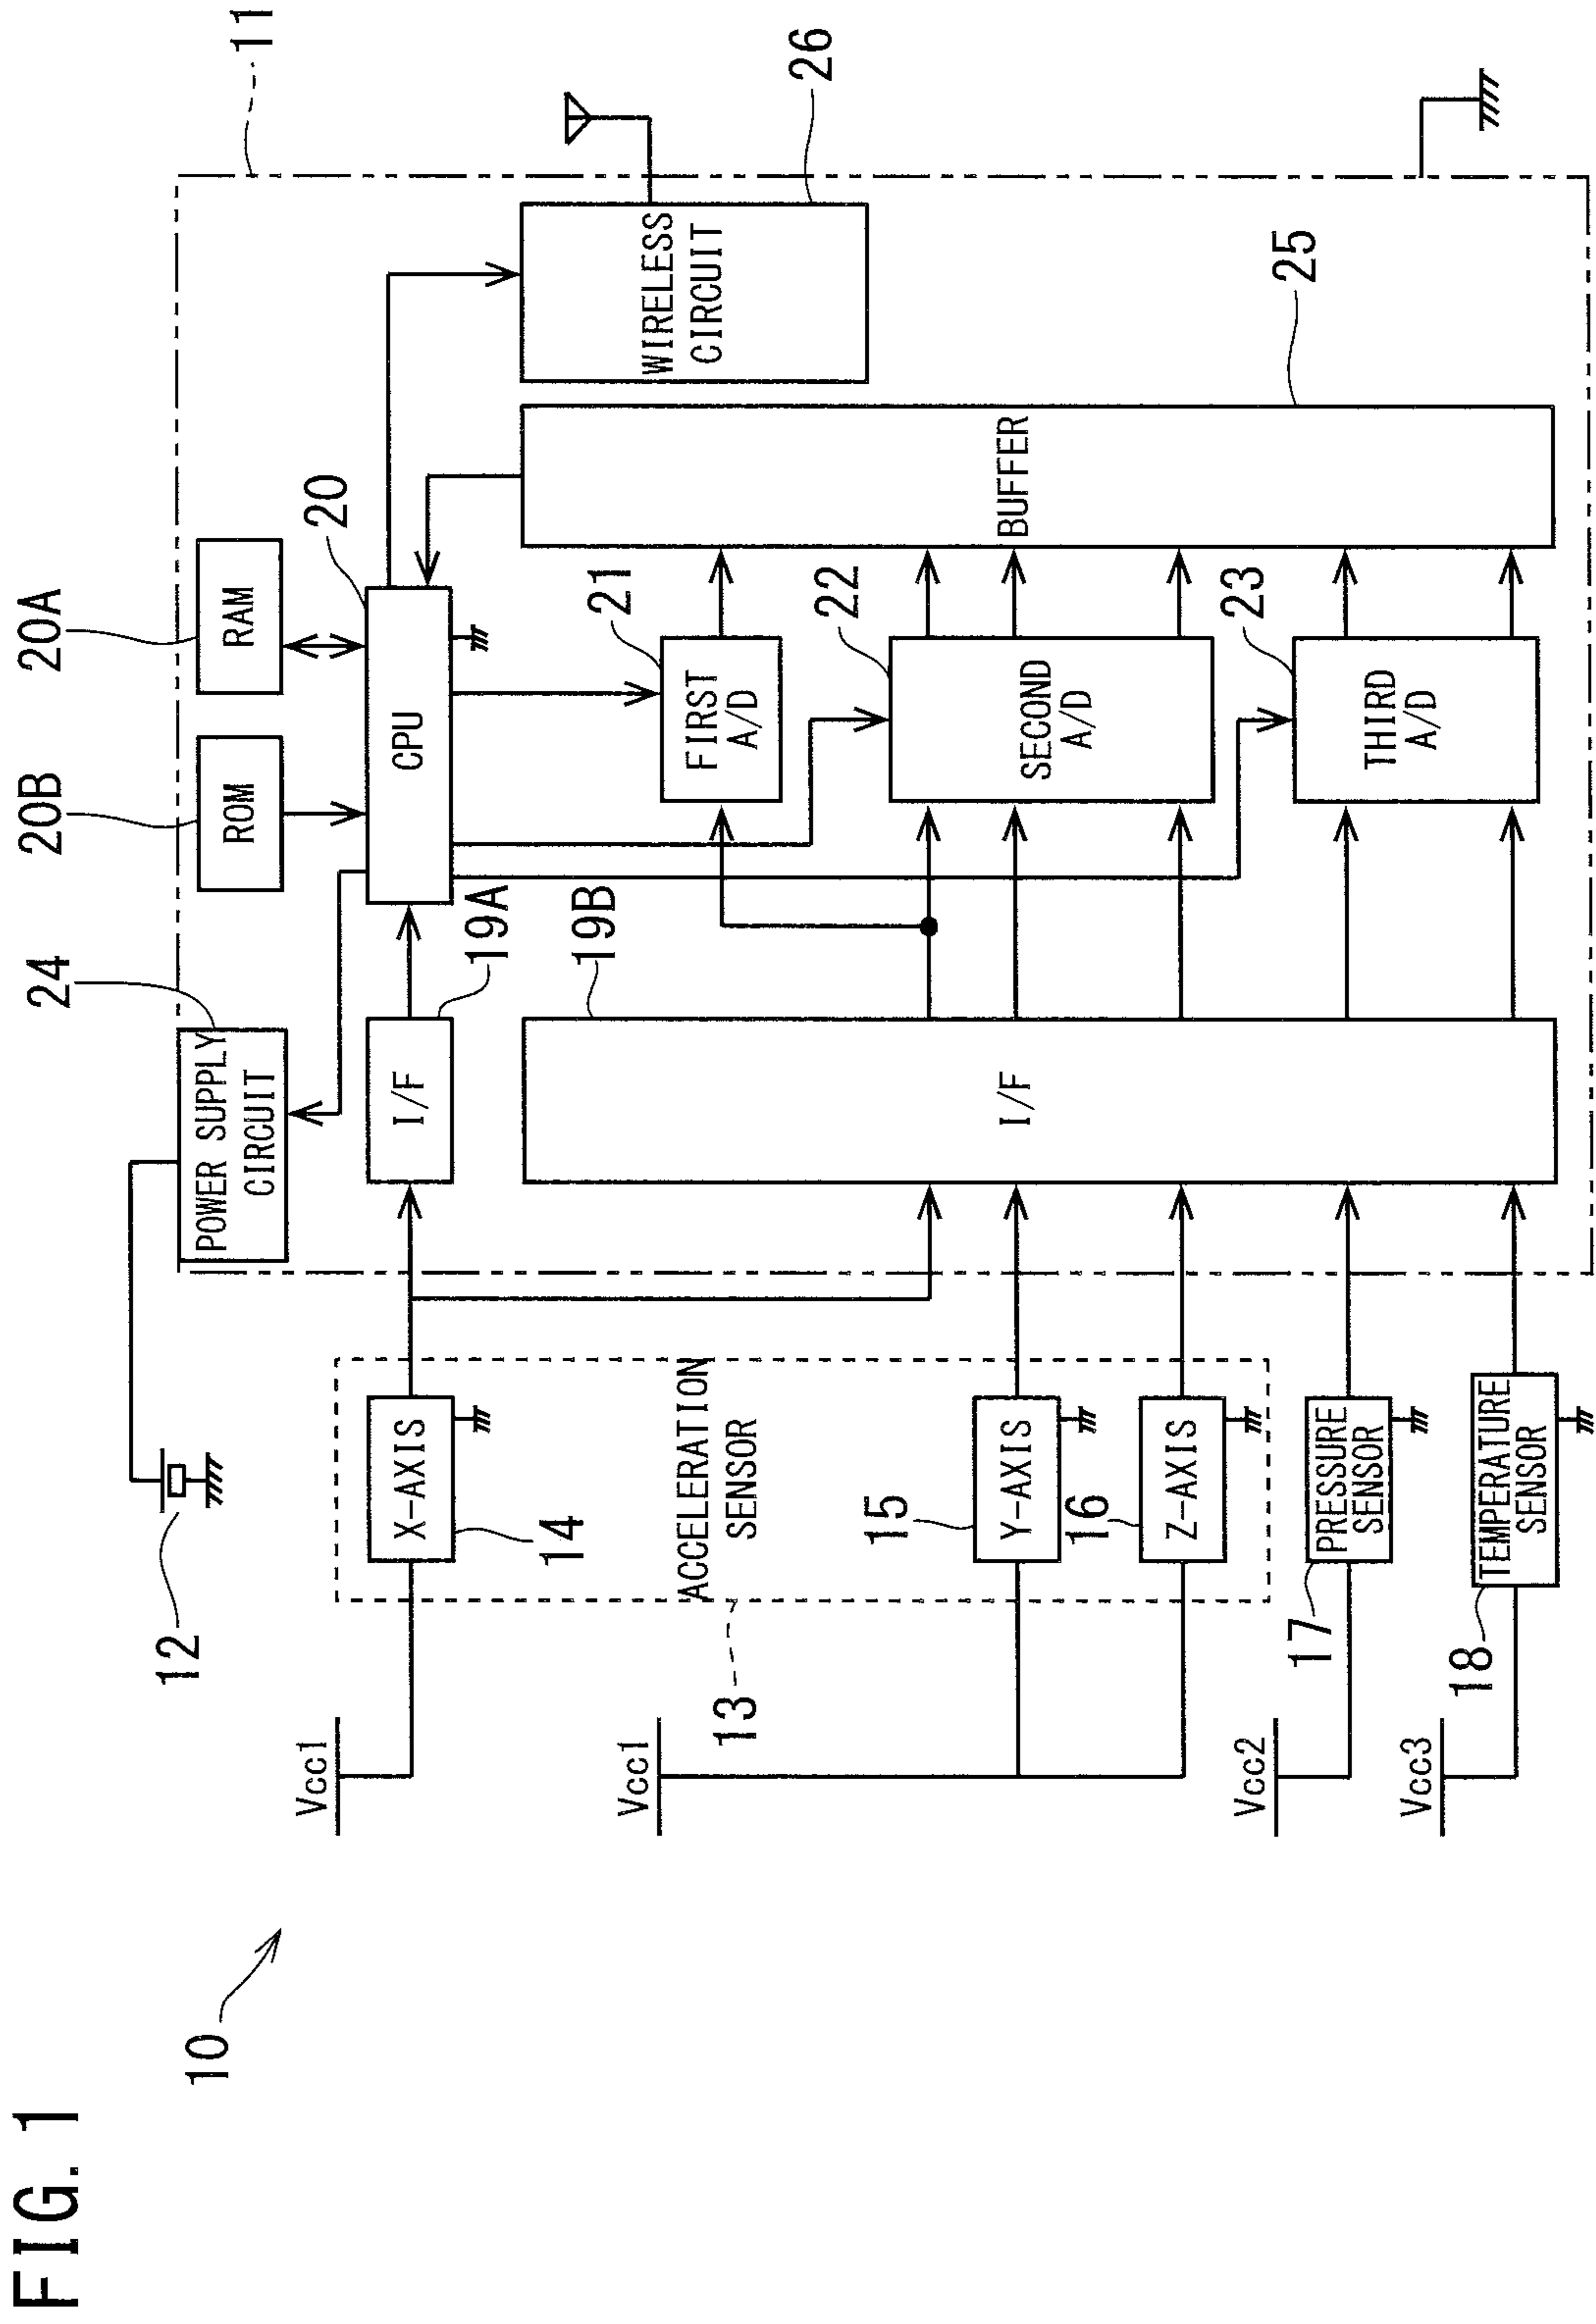 FIG. 1
10
11
12
24
POWER SUPPLY
CIRCUIT
20B
ROM
20A
RAM
Vcc1
X-AXIS
14
I/F
19A
CPU
20
WIRELESS
CIRCUIT
26
Vcc1
13
ACCELERATION
SENSOR
19B
I/F
FIRST
A/D
21
BUFFER
25
15
Y-AXIS
SECOND
A/D
22
16
Z-AXIS
Vcc2
17
PRESSURE
SENSOR
THIRD
A/D
23
Vcc3
18
TEMPERATURE
SENSOR